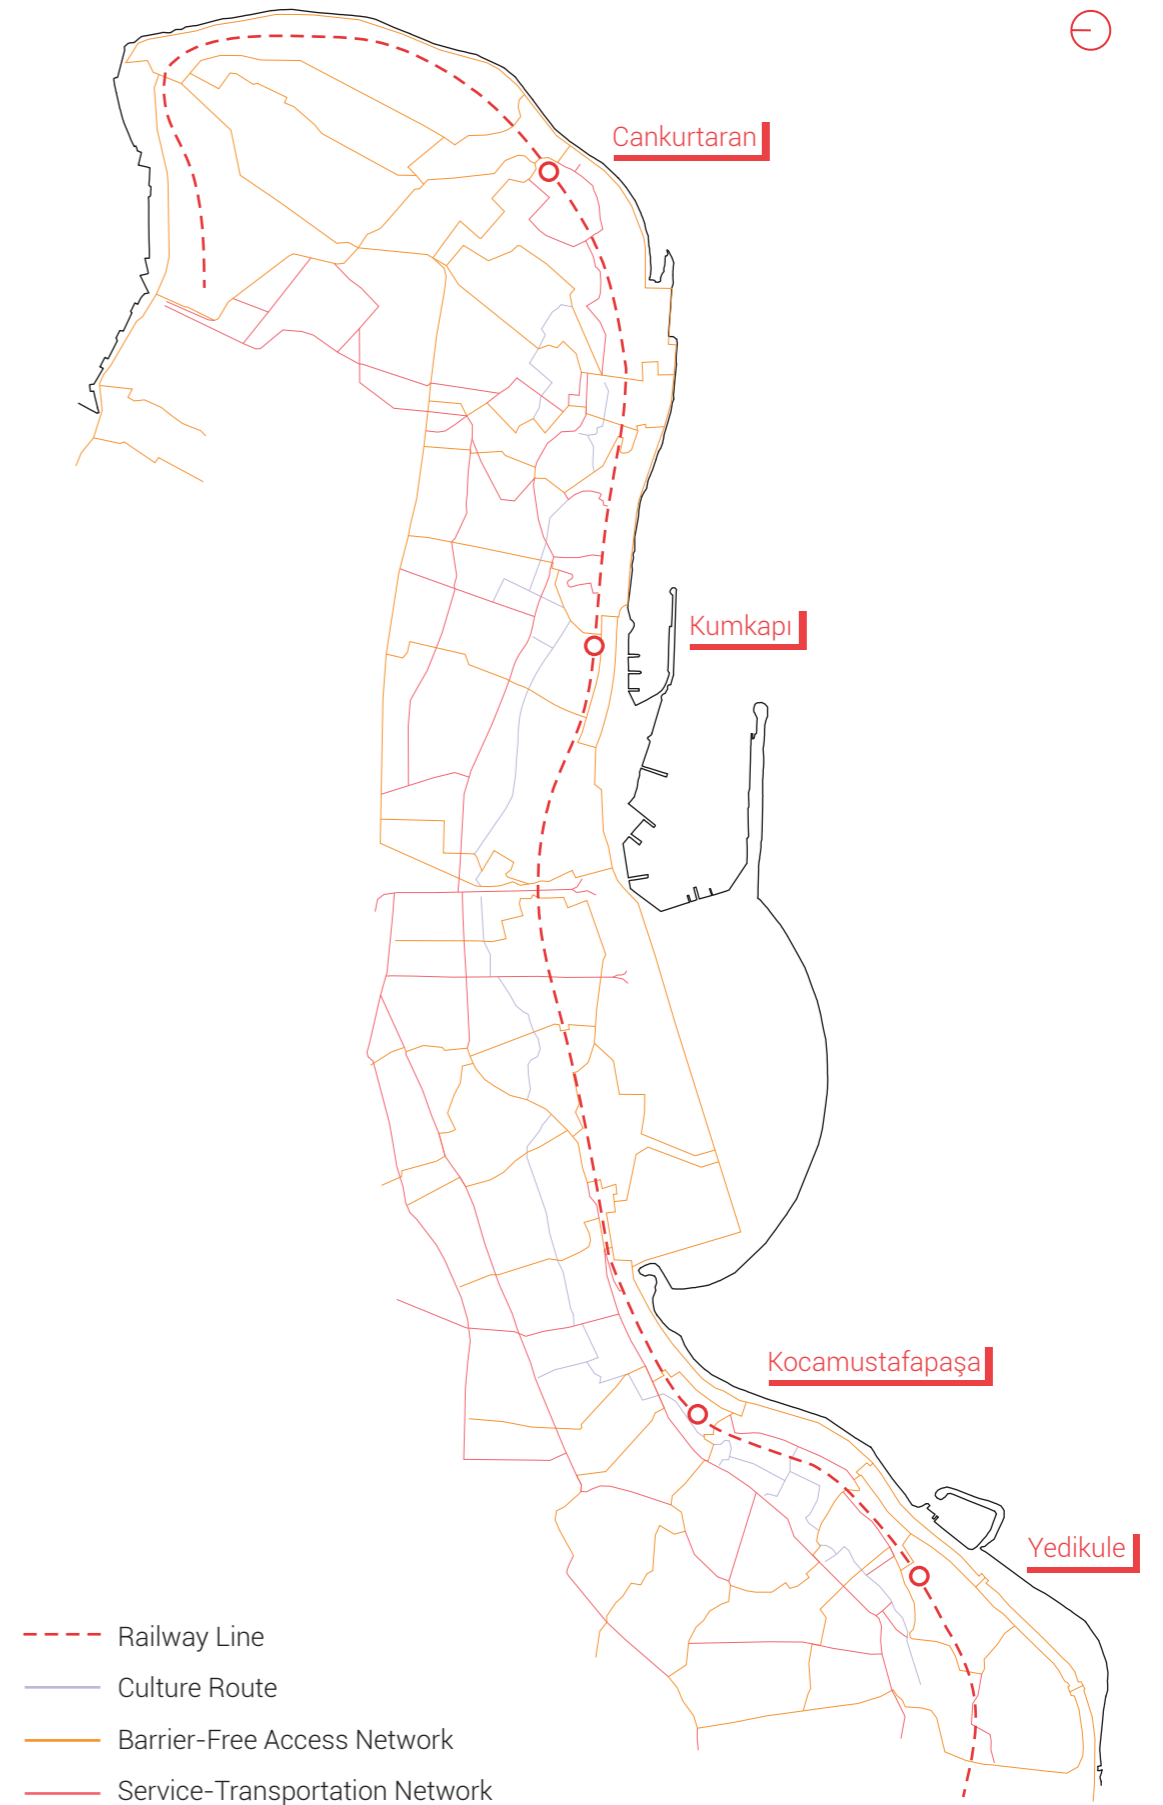 Cankurtaran
Kumkapı
Kocamustafapaşa
Yedikule
Railway Line
Culture Route
Barrier-Free Access Network
Service-Transportation Network